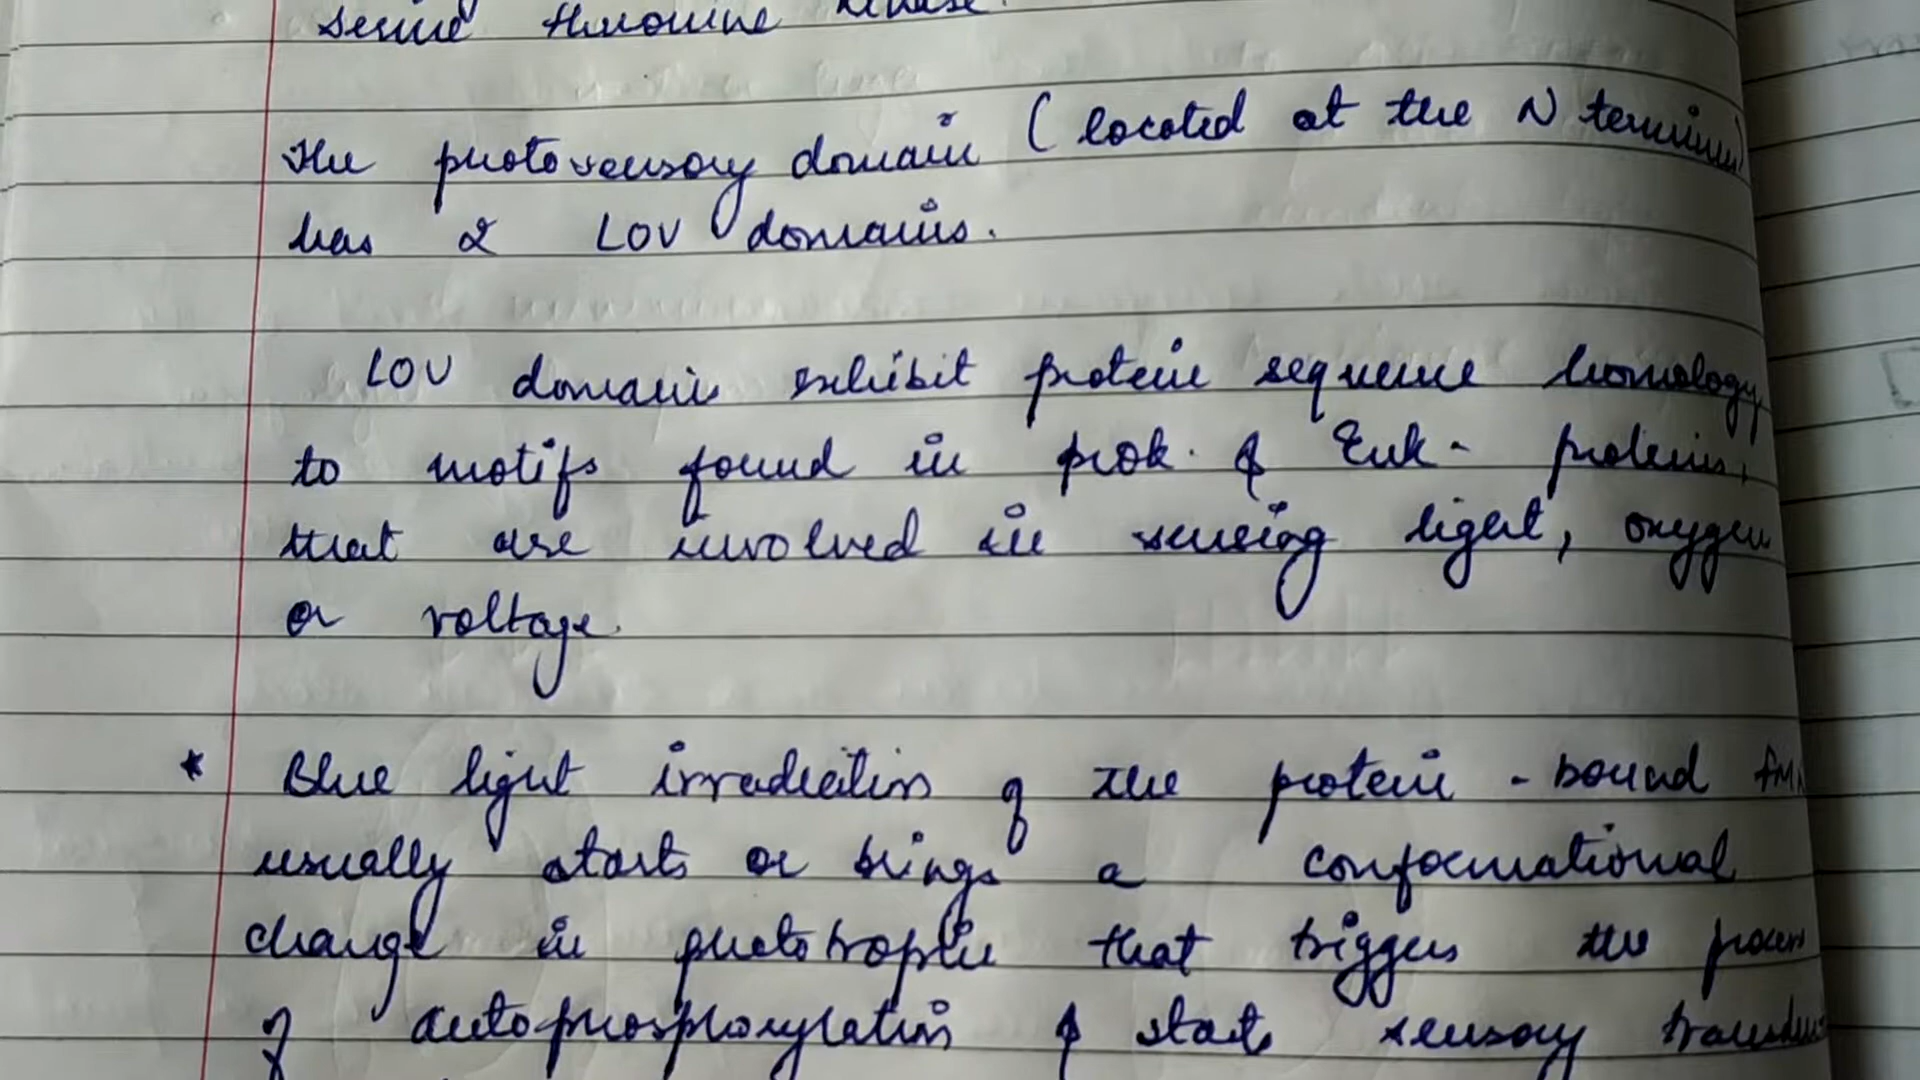 serine threonine kinase.
The photosensory domain (located at the N terminus)
has 2 LOV domains.
LOV domain exhibit protein sequence homology
to motifs found in prok. & Euk- proteins,
that are involved in sensing light, oxygen
or voltage.
* Blue light irradiation of the protein - bound FMN
usually starts or brings a conformational
change in phototropin that triggers the process
of autophosphorylation & starts sensory